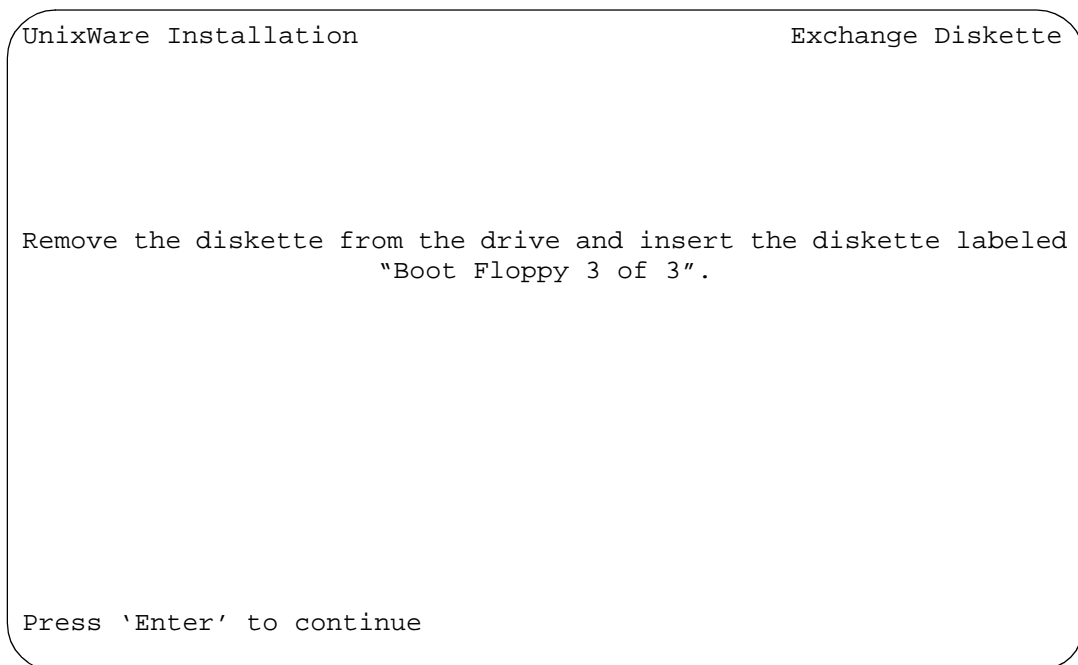 UnixWare Installation Exchange Diskette
Remove the diskette from the drive and insert the diskette labeled
“Boot Floppy 3 of 3”.
Press ‘Enter’ to continue